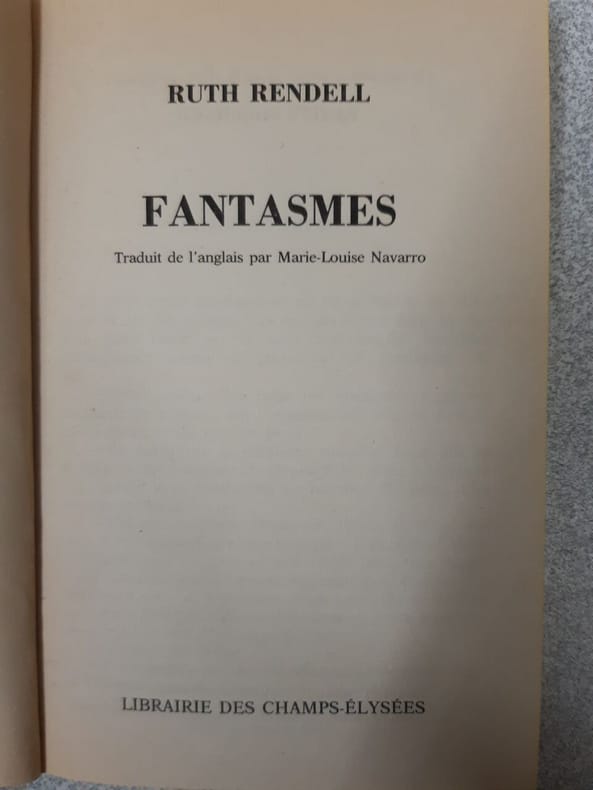 RUTH RENDELL
FANTASMES
Traduit de l'anglais par Marie-Louise Navarro
LIBRAIRIE DES CHAMPS-ÉLYSÉES